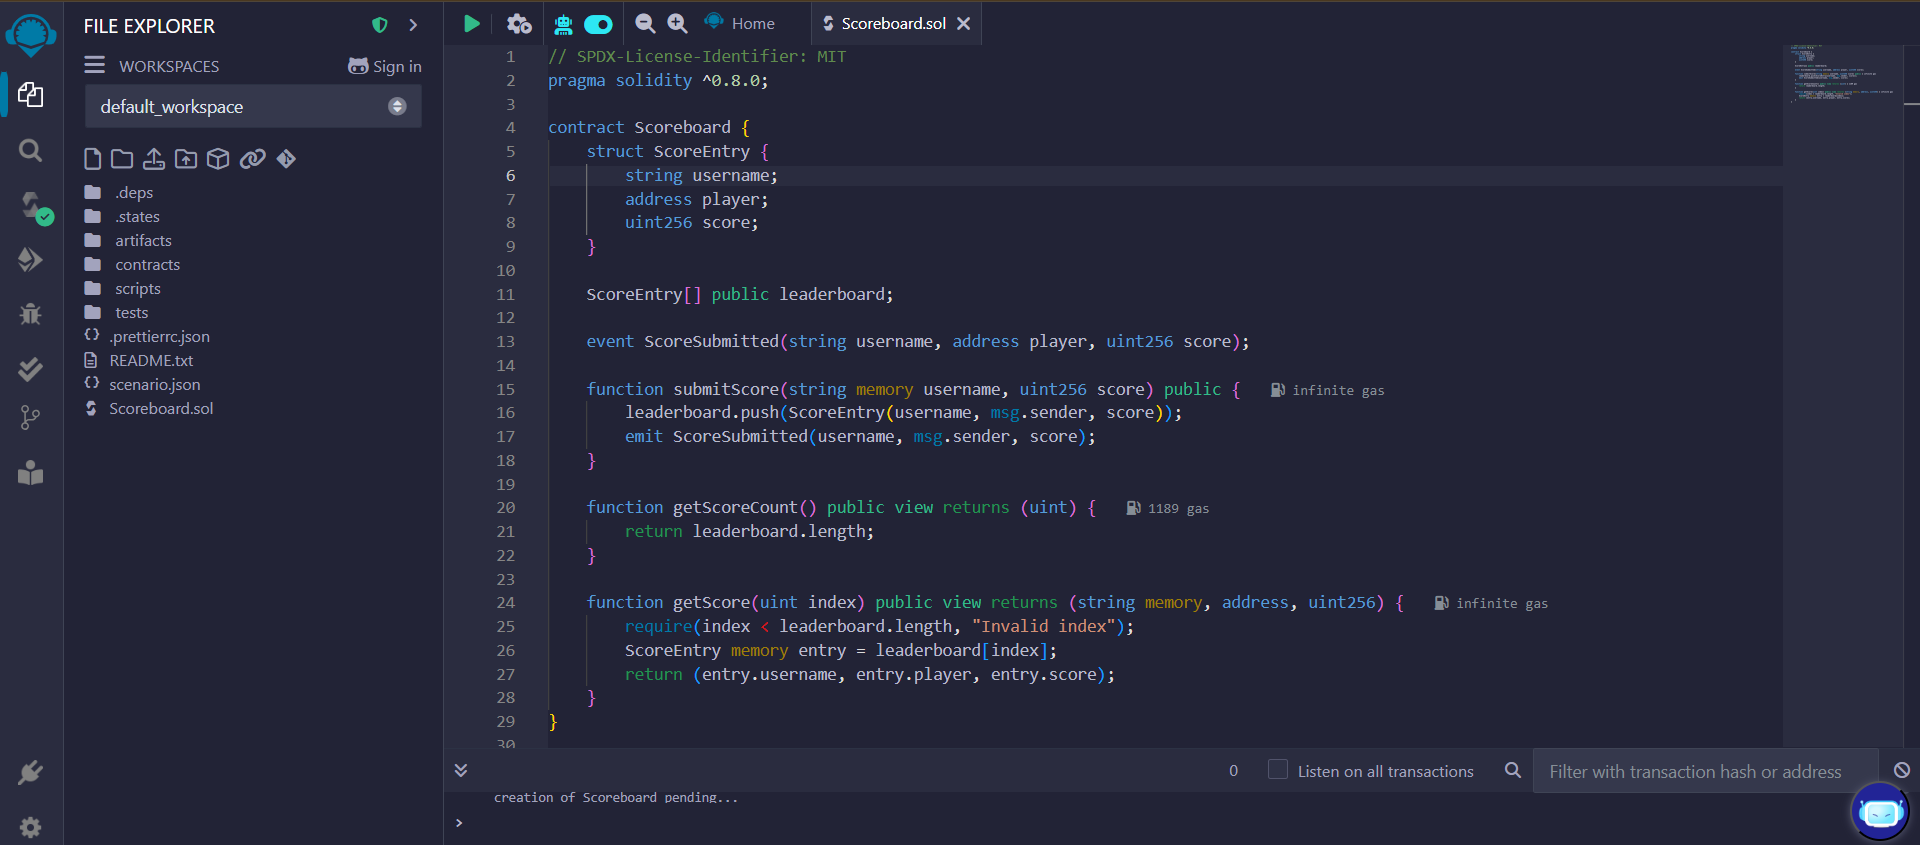 FILE EXPLORER
WORKSPACES
Sign in
default_workspace
.deps
.states
artifacts
contracts
scripts
tests
.prettierrc.json
README.txt
scenario.json
Scoreboard.sol
Home
Scoreboard.sol
1 // SPDX-License-Identifier: MIT
2 pragma solidity ^0.8.0;
3
4 contract Scoreboard {
5 struct ScoreEntry {
6 string username;
7 address player;
8 uint256 score;
9 }
10
11 ScoreEntry[] public leaderboard;
12
13 event ScoreSubmitted(string username, address player, uint256 score);
14
15 function submitScore(string memory username, uint256 score) public { infinite gas
16 leaderboard.push(ScoreEntry(username, msg.sender, score));
17 emit ScoreSubmitted(username, msg.sender, score);
18 }
19
20 function getScoreCount() public view returns (uint) { 1189 gas
21 return leaderboard.length;
22 }
23
24 function getScore(uint index) public view returns (string memory, address, uint256) { infinite gas
25 require(index < leaderboard.length, "Invalid index");
26 ScoreEntry memory entry = leaderboard[index];
27 return (entry.username, entry.player, entry.score);
28 }
29 }
30
0 Listen on all transactions Filter with transaction hash or address
creation of Scoreboard pending...
>